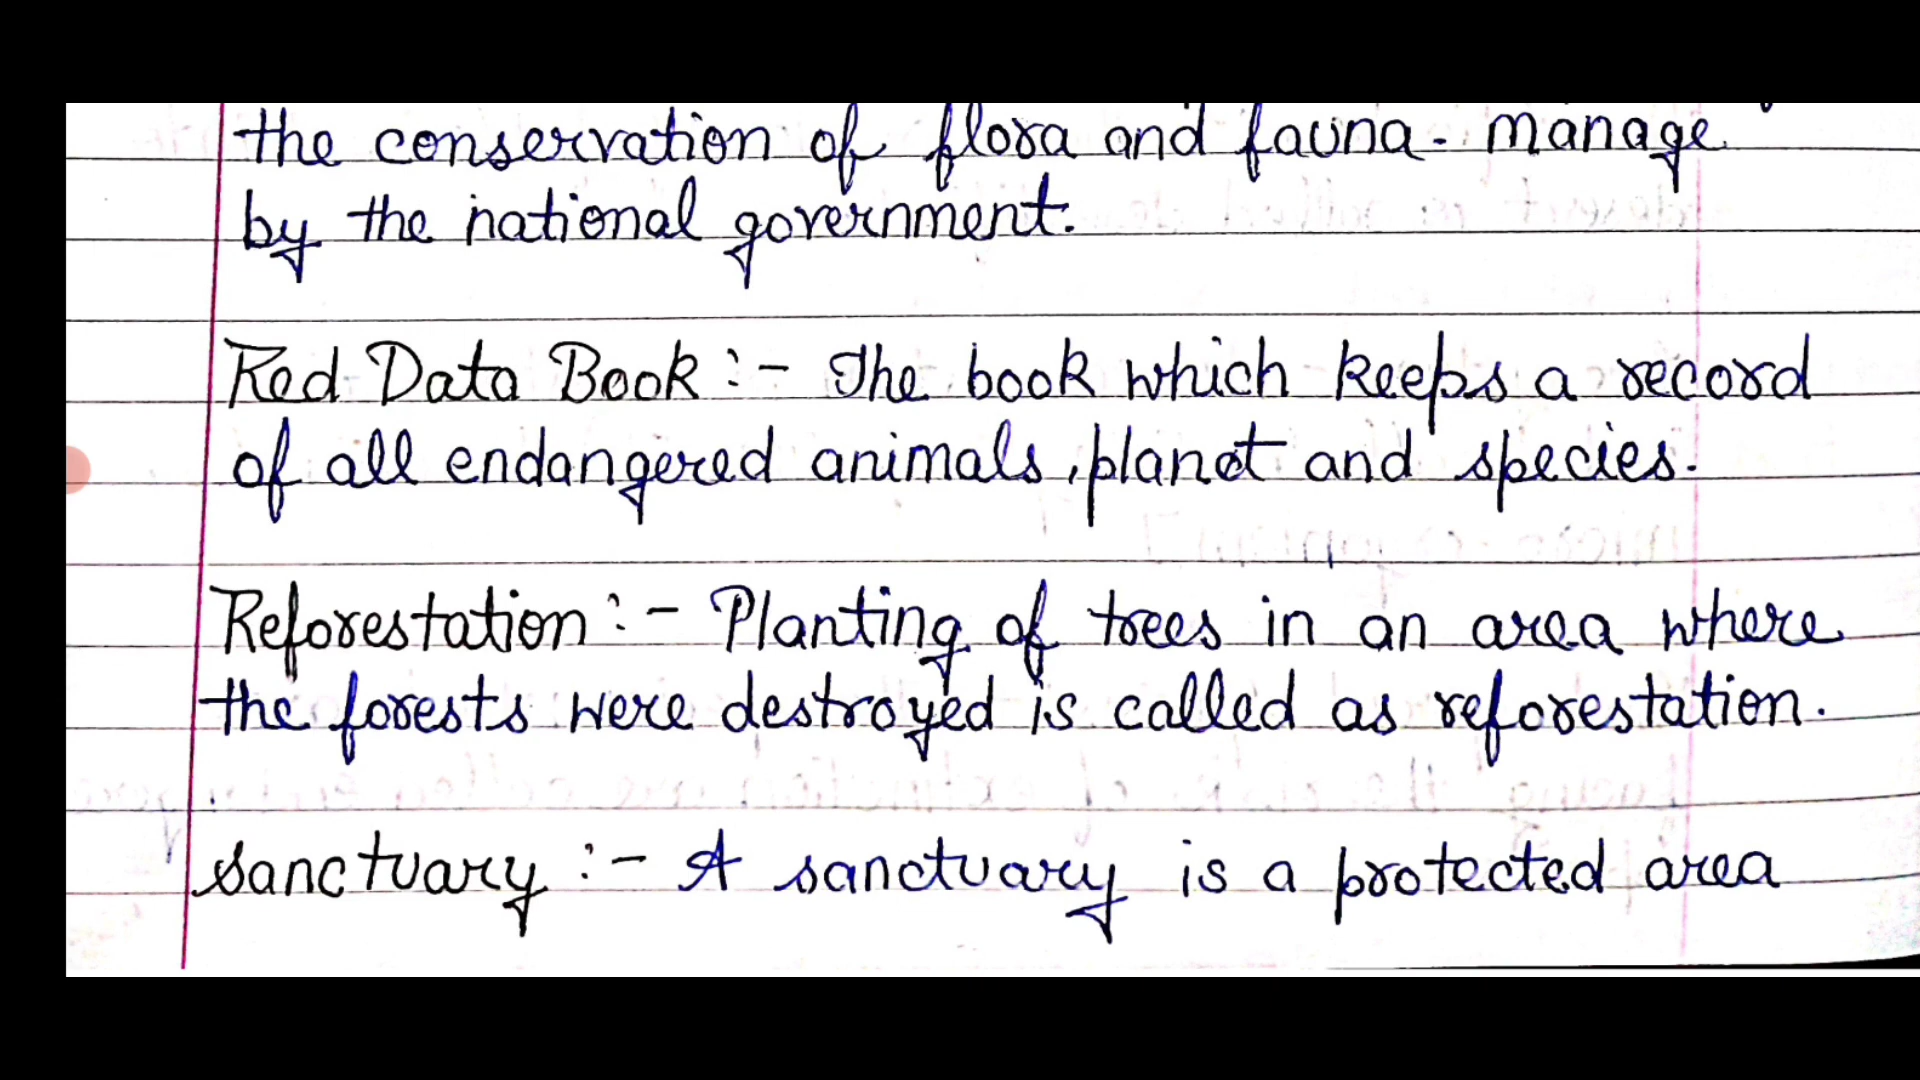 the conservation of flora and fauna. manage
by the national government.
Red Data Book :- The book which keeps a record
of all endangered animals, planet and species.
Reforestation :- Planting of trees in an area where
the forests were destroyed is called as reforestation.
Sanctuary :- A sanctuary is a protected area